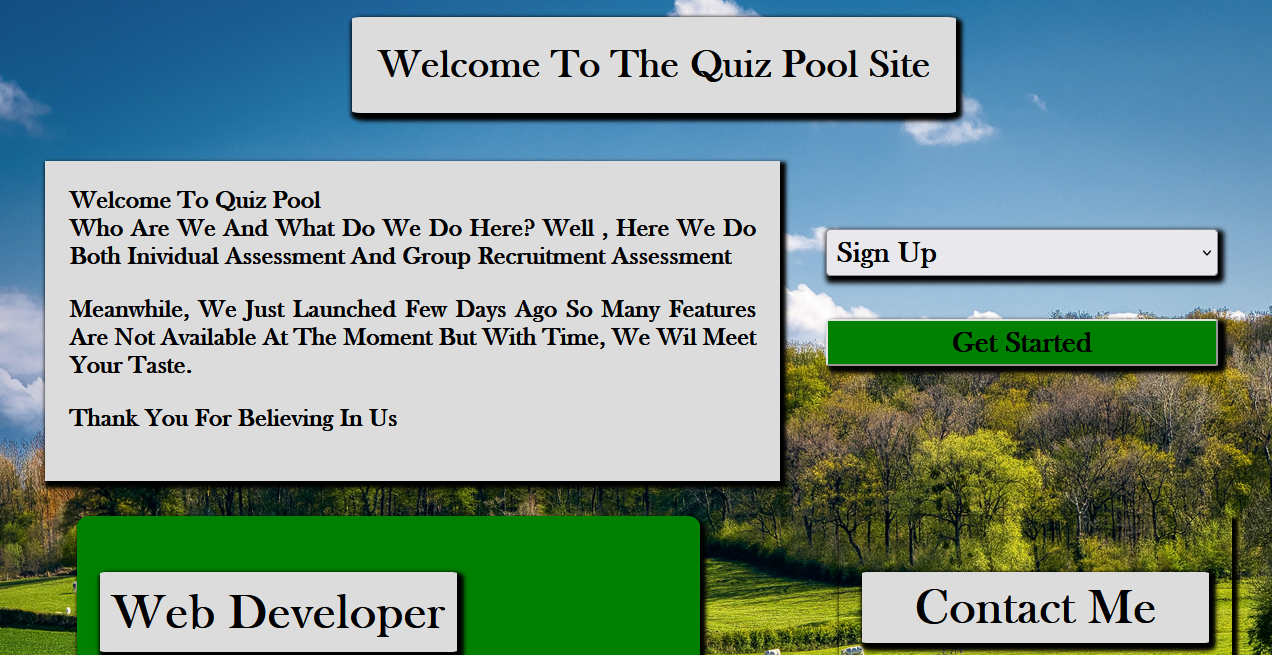 Welcome To The Quiz Pool Site
Welcome To Quiz Pool
Who Are We And What Do We Do Here? Well , Here We Do
Both Inividual Assessment And Group Recruitment Assessment
Meanwhile, We Just Launched Few Days Ago So Many Features
Are Not Available At The Moment But With Time, We Wil Meet
Your Taste.
Thank You For Believing In Us
Sign Up
Get Started
Web Developer
Contact Me